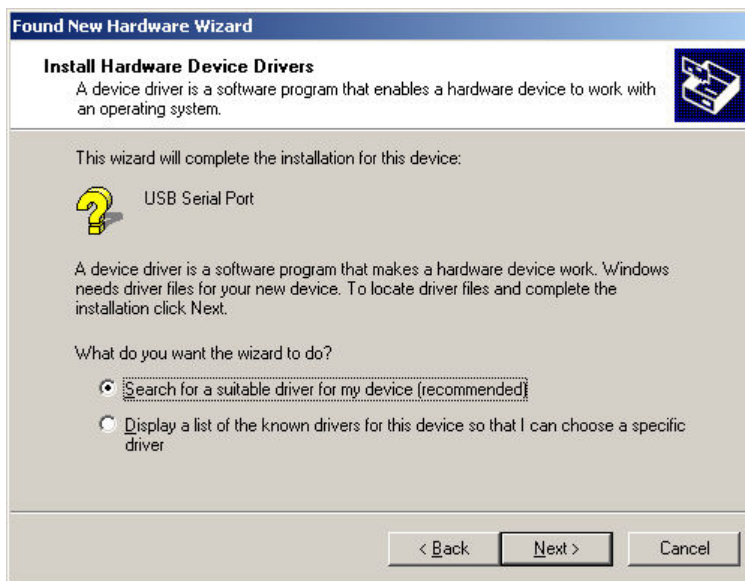 Found New Hardware Wizard
Install Hardware Device Drivers
A device driver is a software program that enables a hardware device to work with
an operating system.
This wizard will complete the installation for this device:
USB Serial Port
A device driver is a software program that makes a hardware device work. Windows
needs driver files for your new device. To locate driver files and complete the
installation click Next.
What do you want the wizard to do?
Search for a suitable driver for my device (recommended)
Display a list of the known drivers for this device so that I can choose a specific
driver
< Back Next > Cancel